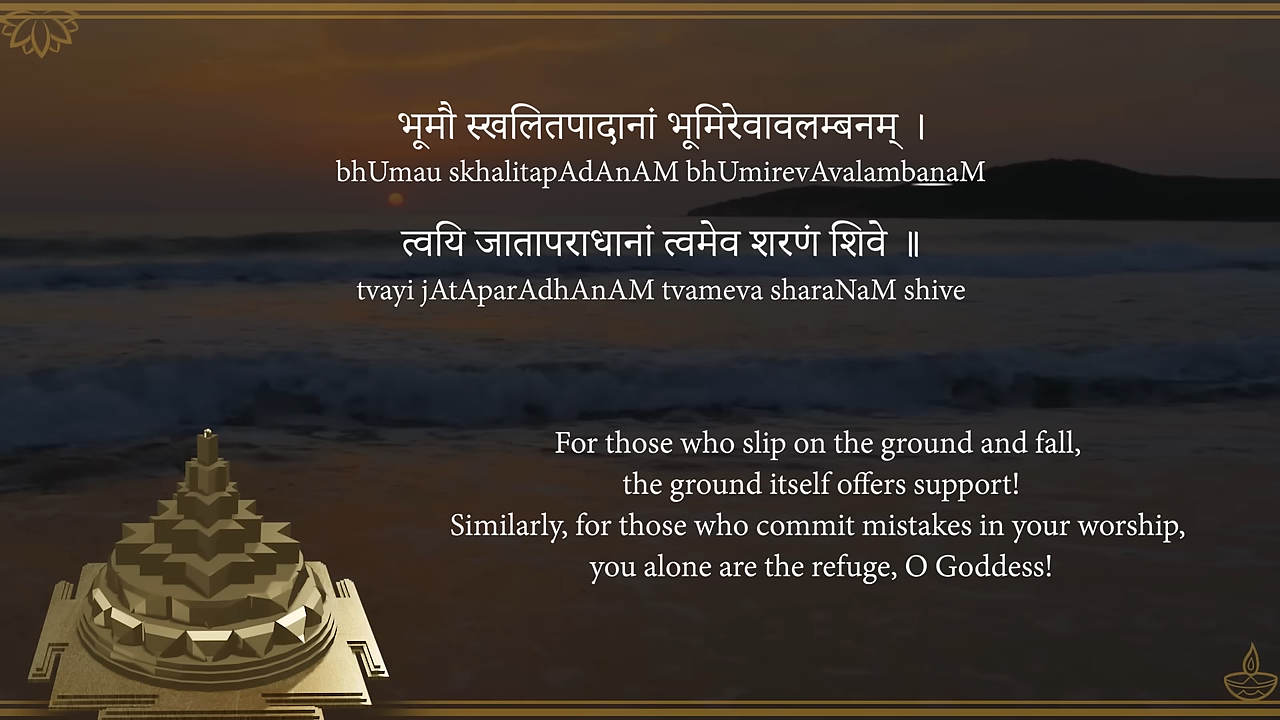 भूमौ स्खलितपादानां भूमिरेवावलम्बनम् ।
bhUmau skhalitapAdAnAM bhUmirevAvalambanaM
त्वयि जातापराधानां त्वमेव शरणं शिवे ॥
tvayi jAtAparAdhAnAM tvameva sharaNaM shive
For those who slip on the ground and fall,
the ground itself offers support!
Similarly, for those who commit mistakes in your worship,
you alone are the refuge, O Goddess!